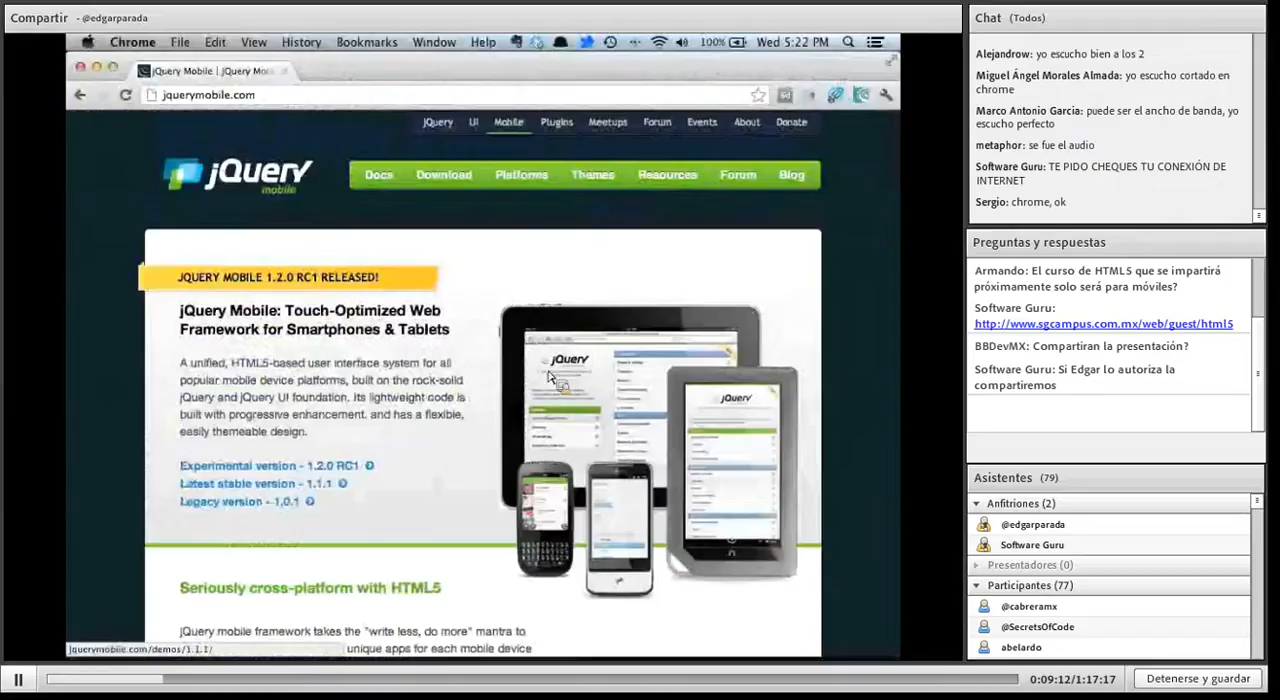 Compartir - @edgarparada
Chrome File Edit View History Bookmarks Window Help 100% Wed 5:22 PM
jQuery Mobile | jQuery Mo
jquerymobile.com
jQuery UI Mobile Plugins Meetups Forum Events About Donate
jQuery
mobile
Docs Download Platforms Themes Resources Forum Blog
JQUERY MOBILE 1.2.0 RC1 RELEASED!
jQuery Mobile: Touch-Optimized Web
Framework for Smartphones & Tablets
A unified, HTML5-based user interface system for all
popular mobile device platforms, built on the rock-solid
jQuery and jQuery UI foundation. Its lightweight code is
built with progressive enhancement, and has a flexible,
easily themeable design.
Experimental version - 1.2.0 RC1
Latest stable version - 1.1.1
Legacy version - 1.0.1
jQuery
jQuery
Seriously cross-platform with HTML5
jQuery mobile framework takes the "write less, do more" mantra to
unique apps for each mobile device
jquerymobile.com/demos/1.1.1/
Chat (Todos)
Alejandrow: yo escucho bien a los 2
Miguel Ángel Morales Almada: yo escucho cortado en
chrome
Marco Antonio Garcia: puede ser el ancho de banda, yo
escucho perfecto
metaphor: se fue el audio
Software Guru: TE PIDO CHEQUES TU CONEXIÓN DE
INTERNET
Sergio: chrome, ok
Preguntas y respuestas
Armando: El curso de HTML5 que se impartirá
próximamente solo será para móviles?
Software Guru:
http://www.sgcampus.com.mx/web/guest/html5
BBDevMX: Compartiran la presentación?
Software Guru: Si Edgar lo autoriza la
compartiremos
Asistentes (79)
Anfitriones (2)
@edgarparada
Software Guru
Presentadores (0)
Participantes (77)
@cabreramx
@SecretsOfCode
abelardo
0:09:12/1:17:17
Detenerse y guardar